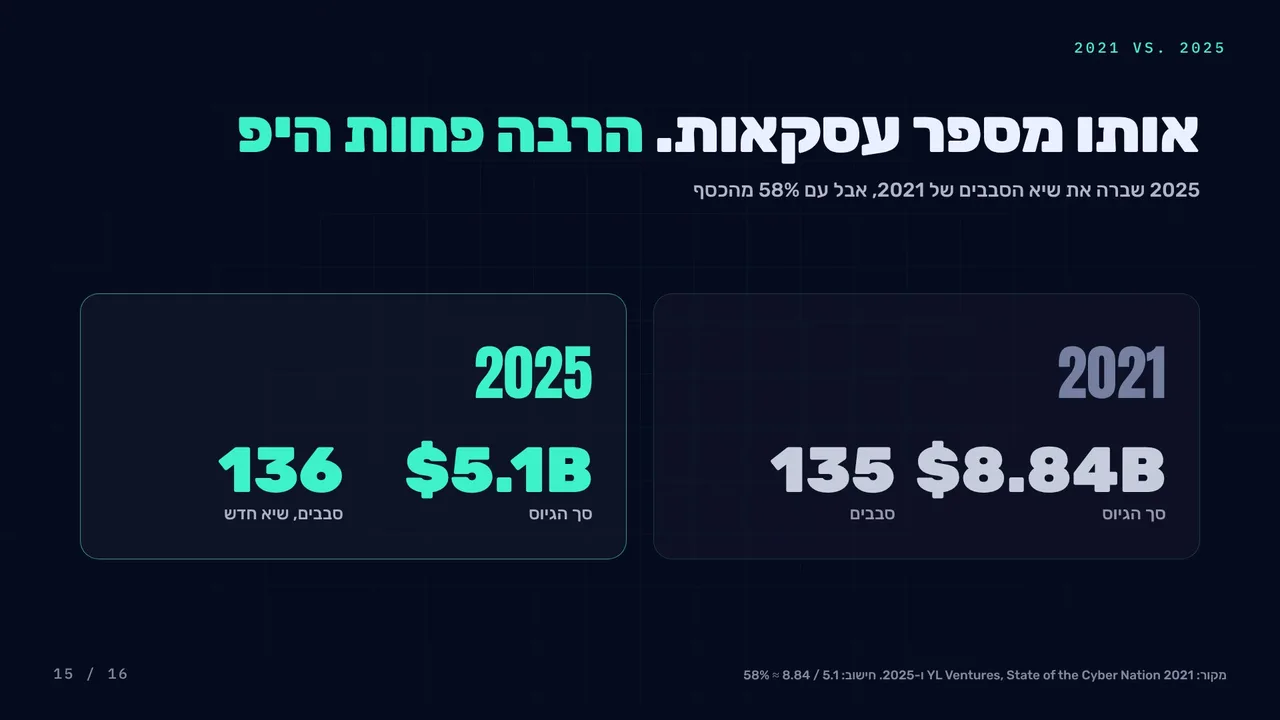 2021 VS. 2025
אותו מספר עסקאות. הרבה פחות היפ
2025 שברה את שיא הסבבים של 2021, אבל עם 58% מהכסף
2021
$8.84B 135
סך הגיוס סבבים
2025
$5.1B 136
סך הגיוס סבבים, שיא חדש
מקור: YL Ventures, State of the Cyber Nation 2021 ו-2025. חישוב: 5.1 / 8.84 ≈ 58%
15 / 16